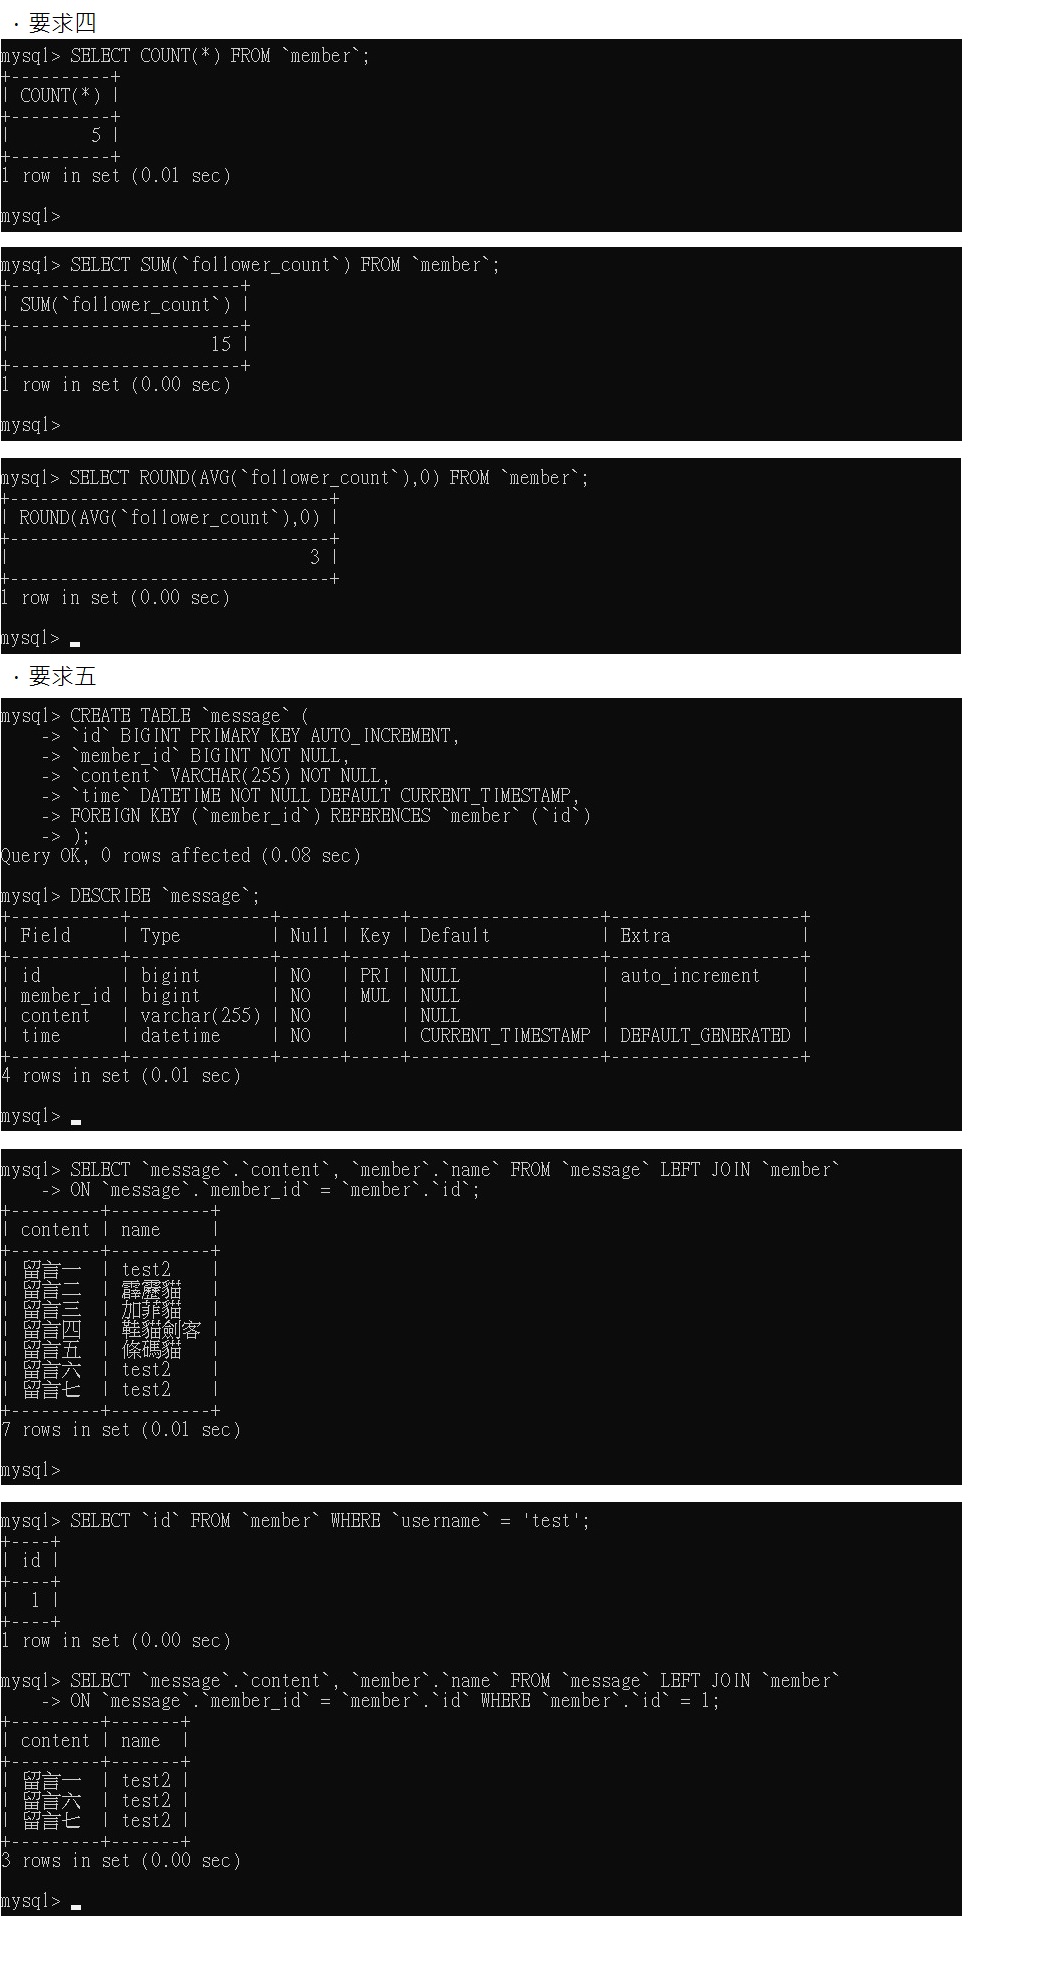 ．要求四
mysql> SELECT COUNT(*) FROM `member`;
+----------+
| COUNT(*) |
+----------+
|        5 |
+----------+
1 row in set (0.01 sec)
mysql>
mysql> SELECT SUM(`follower_count`) FROM `member`;
+-----------------------+
| SUM(`follower_count`) |
+-----------------------+
|                    15 |
+-----------------------+
1 row in set (0.00 sec)
mysql>
mysql> SELECT ROUND(AVG(`follower_count`),0) FROM `member`;
+--------------------------------+
| ROUND(AVG(`follower_count`),0) |
+--------------------------------+
|                              3 |
+--------------------------------+
1 row in set (0.00 sec)
mysql>
．要求五
mysql> CREATE TABLE `message` (
    -> `id` BIGINT PRIMARY KEY AUTO_INCREMENT,
    -> `member_id` BIGINT NOT NULL,
    -> `content` VARCHAR(255) NOT NULL,
    -> `time` DATETIME NOT NULL DEFAULT CURRENT_TIMESTAMP,
    -> FOREIGN KEY (`member_id`) REFERENCES `member` (`id`)
    -> );
Query OK, 0 rows affected (0.08 sec)
mysql> DESCRIBE `message`;
+-----------+--------------+------+-----+-------------------+-------------------+
| Field     | Type         | Null | Key | Default           | Extra             |
+-----------+--------------+------+-----+-------------------+-------------------+
| id        | bigint       | NO   | PRI | NULL              | auto_increment    |
| member_id | bigint       | NO   | MUL | NULL              |                   |
| content   | varchar(255) | NO   |     | NULL              |                   |
| time      | datetime     | NO   |     | CURRENT_TIMESTAMP | DEFAULT_GENERATED |
+-----------+--------------+------+-----+-------------------+-------------------+
4 rows in set (0.01 sec)
mysql>
mysql> SELECT `message`.`content`, `member`.`name` FROM `message` LEFT JOIN `member`
    -> ON `message`.`member_id` = `member`.`id`;
+---------+----------+
| content | name     |
+---------+----------+
| 留言一  | test2    |
| 留言二  | 霹靂貓   |
| 留言三  | 加菲貓   |
| 留言四  | 鞋貓劍客 |
| 留言五  | 條碼貓   |
| 留言六  | test2    |
| 留言七  | test2    |
+---------+----------+
7 rows in set (0.01 sec)
mysql>
mysql> SELECT `id` FROM `member` WHERE `username` = 'test';
+----+
| id |
+----+
|  1 |
+----+
1 row in set (0.00 sec)
mysql> SELECT `message`.`content`, `member`.`name` FROM `message` LEFT JOIN `member`
    -> ON `message`.`member_id` = `member`.`id` WHERE `member`.`id` = 1;
+---------+-------+
| content | name  |
+---------+-------+
| 留言一  | test2 |
| 留言六  | test2 |
| 留言七  | test2 |
+---------+-------+
3 rows in set (0.00 sec)
mysql>